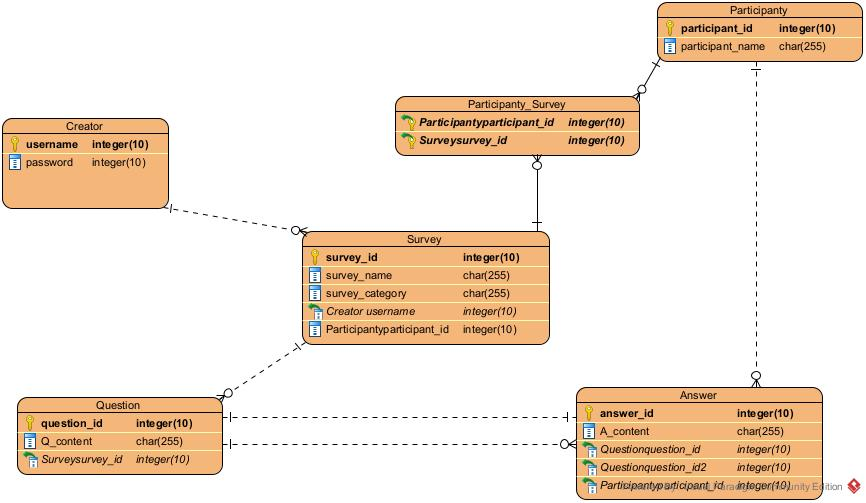 Participanty
participant_id integer(10)
participant_name char(255)
Participanty_Survey
Participantyparticipant_id integer(10)
Surveysurvey_id integer(10)
Creator
username integer(10)
password integer(10)
Survey
survey_id integer(10)
survey_name char(255)
survey_category char(255)
Creator username integer(10)
Participantyparticipant_id integer(10)
Question
question_id integer(10)
Q_content char(255)
Surveysurvey_id integer(10)
Answer
answer_id integer(10)
A_content char(255)
Questionquestion_id integer(10)
Questionquestion_id2 integer(10)
Participantyparticipant_id integer(10)
Community Edition